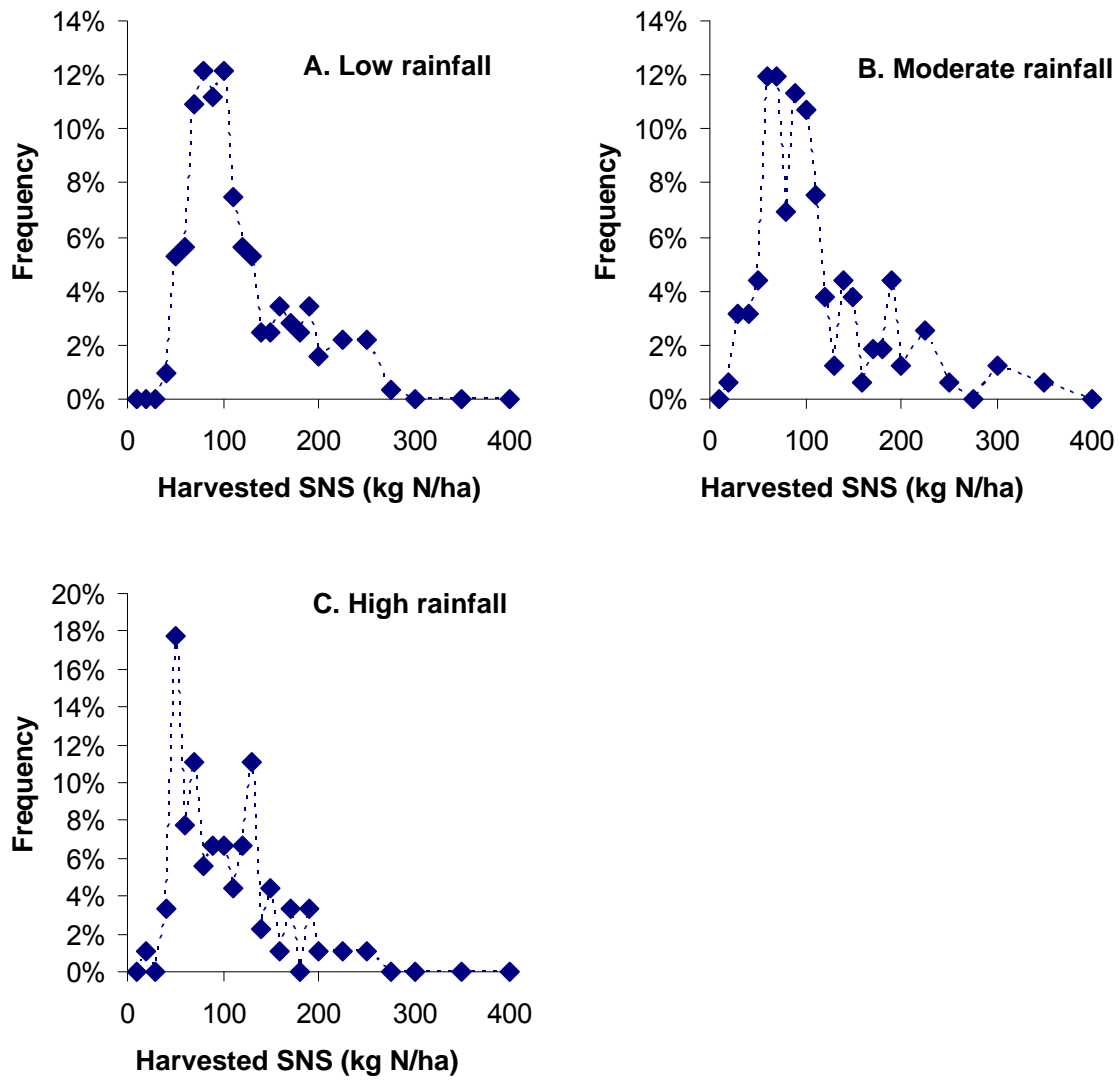 A. Low rainfall
Frequency
14%
12%
10%
8%
6%
4%
2%
0%
0 100 200 300 400
Harvested SNS (kg N/ha)
B. Moderate rainfall
Frequency
14%
12%
10%
8%
6%
4%
2%
0%
0 100 200 300 400
Harvested SNS (kg N/ha)
C. High rainfall
Frequency
20%
18%
16%
14%
12%
10%
8%
6%
4%
2%
0%
0 100 200 300 400
Harvested SNS (kg N/ha)